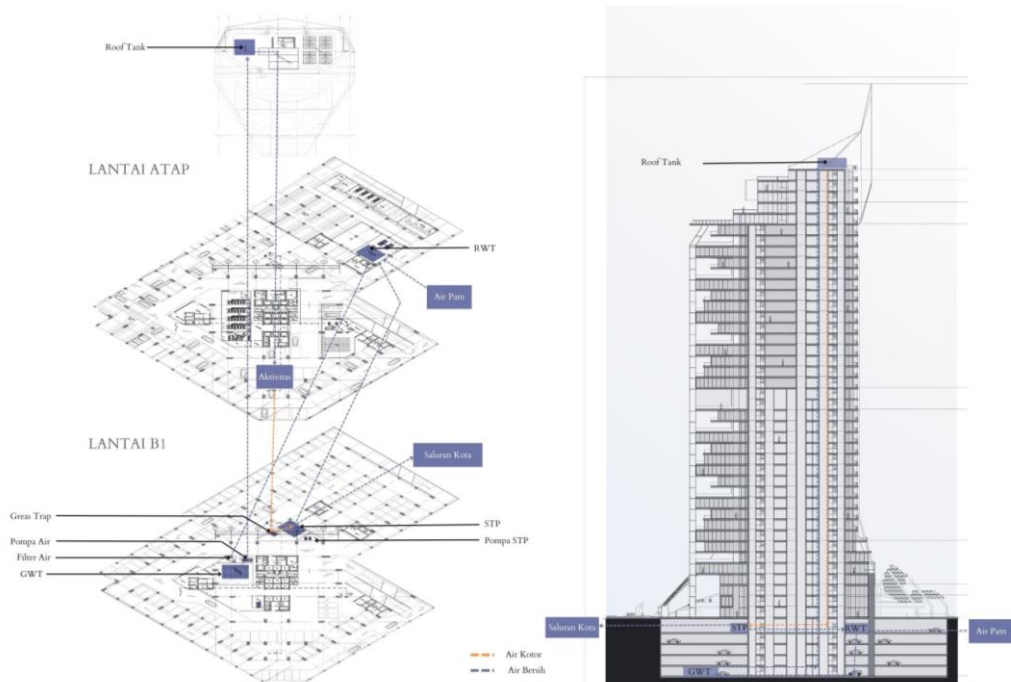 Roof Tank
LANTAI ATAP
RWT
Air Pam
Aktivitas
LANTAI B1
Saluran Kota
Greas Trap
STP
Pompa Air
Pompa STP
Filter Air
GWT
Air Kotor
Air Bersih
Roof Tank
Saluran Kota
STP
RWT
Air Pam
GWT